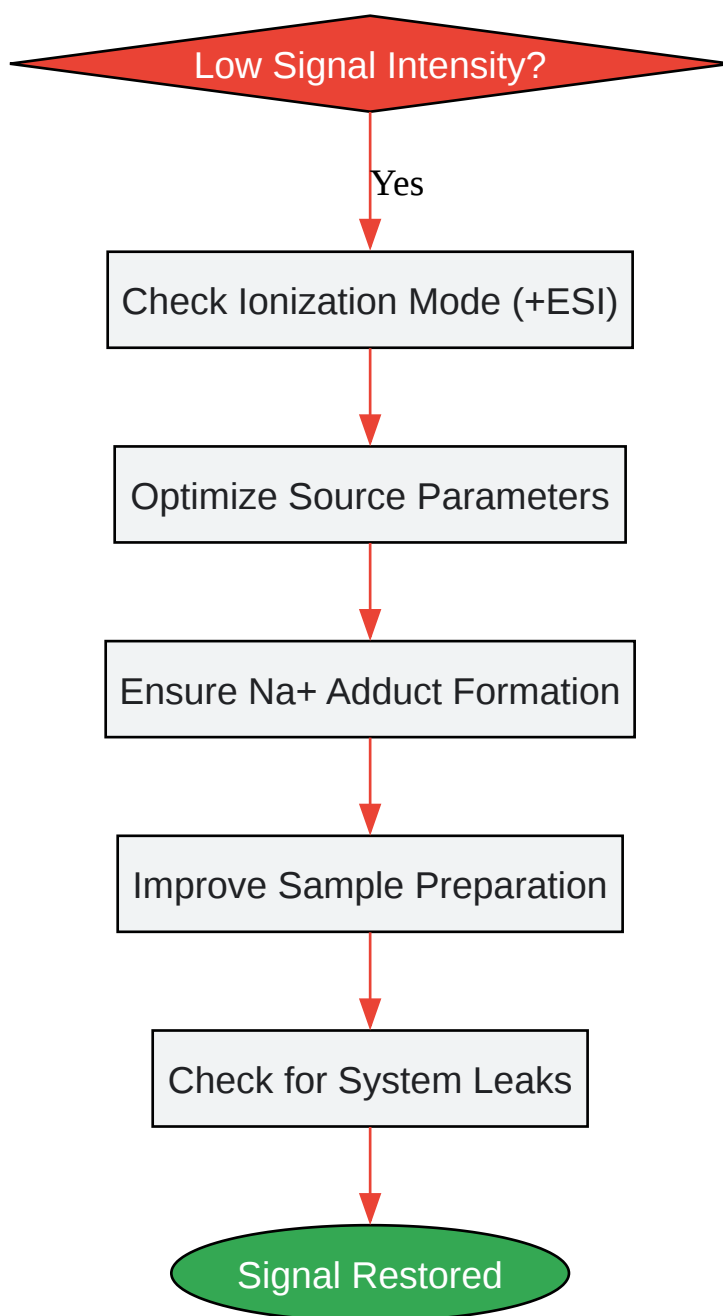 Low Signal Intensity?
Yes
Check Ionization Mode (+ESI)
Optimize Source Parameters
Ensure Na+ Adduct Formation
Improve Sample Preparation
Check for System Leaks
Signal Restored